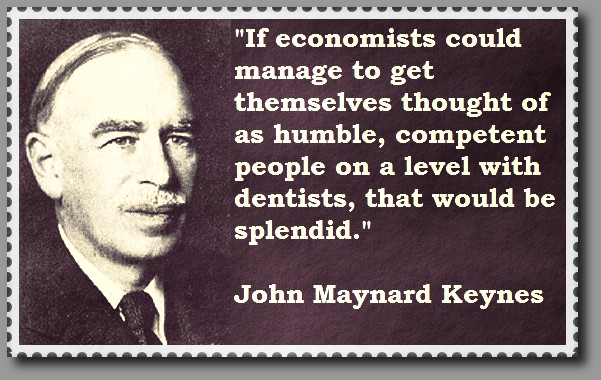 "If economists could
manage to get
themselves thought of
as humble, competent
people on a level with
dentists, that would be
splendid."
John Maynard Keynes